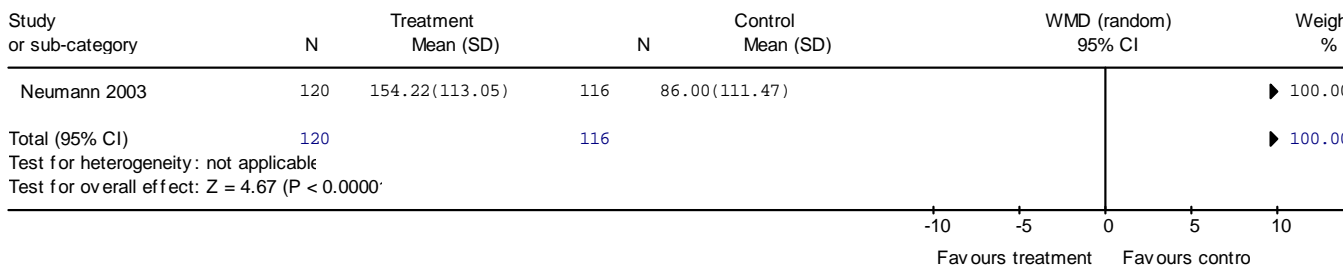 Study Treatment Control WMD (random) Weigh
or sub-category N Mean (SD) N Mean (SD) 95% CI %
Neumann 2003 120 154.22(113.05) 116 86.00(111.47) 100.00
Total (95% CI) 120 116 100.00
Test for heterogeneity: not applicable
Test for overall effect: Z = 4.67 (P < 0.0000
-10 -5 0 5 10
Favours treatment Favours contro